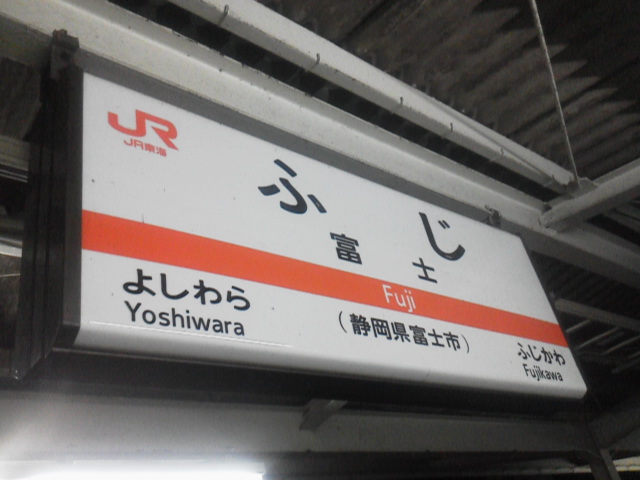 JR
JR東海
ふじ
富士
Fuji
よしわら
Yoshiwara
(静岡県富士市)
ふじかわ
Fujikawa